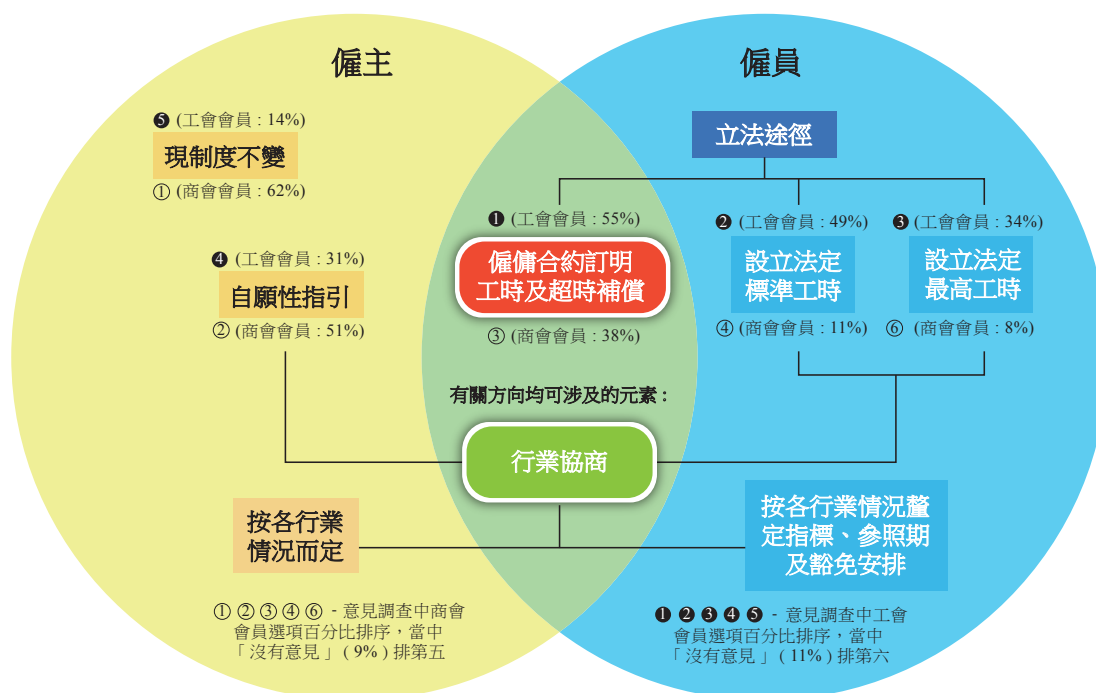 僱主
僱員
❺ (工會會員 : 14%)
現制度不變
① (商會會員 : 62%)
立法途徑
❶ (工會會員 : 55%)
僱傭合約訂明
工時及超時補償
③ (商會會員 : 38%)
❷ (工會會員 : 49%)
設立法定
標準工時
④ (商會會員 : 11%)
❸ (工會會員 : 34%)
設立法定
最高工時
⑥ (商會會員 : 8%)
❹ (工會會員 : 31%)
自願性指引
② (商會會員 : 51%)
有關方向均可涉及的元素 :
行業協商
按各行業
情況而定
按各行業情況釐
定指標、參照期
及豁免安排
① ② ③ ④ ⑥ - 意見調查中商會
會員選項百分比排序，當中
「 沒有意見 」 ( 9% ) 排第五
❶ ❷ ❸ ❹ ❺ - 意見調查中工會
會員選項百分比排序，當中
「 沒有意見 」 ( 11% ) 排第六